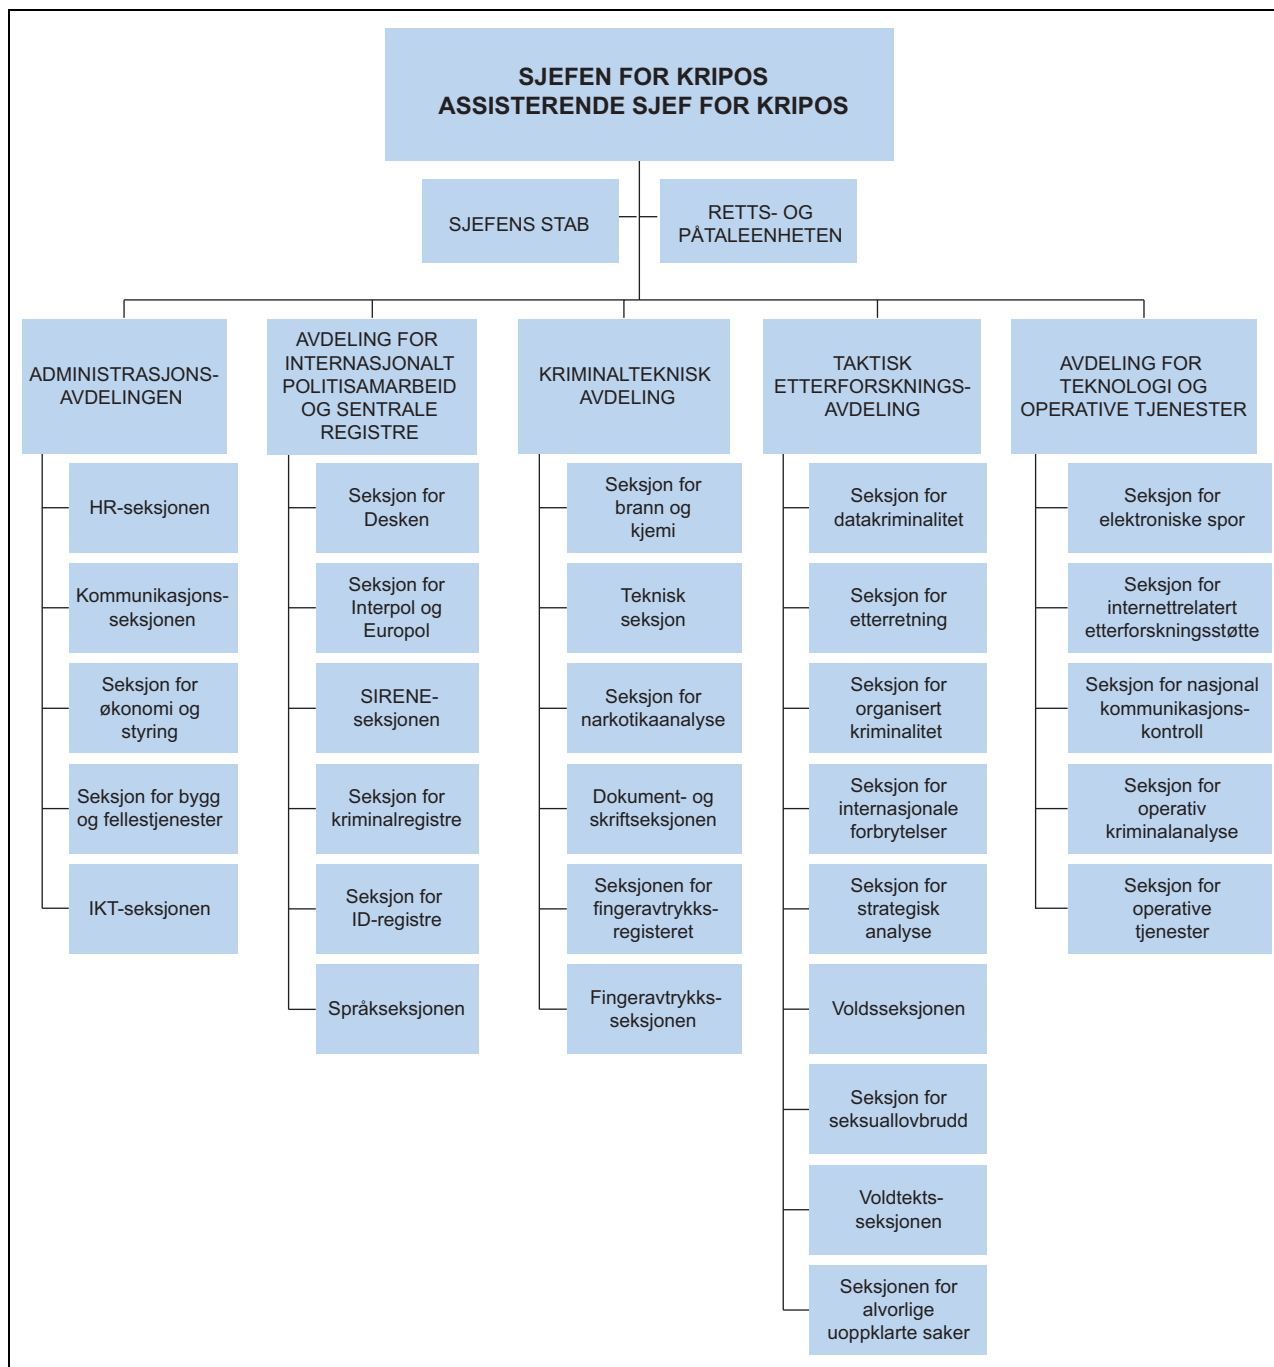 SJEFEN FOR KRIPOS
ASSISTERENDE SJEF FOR KRIPOS
SJEFENS STAB
RETTS- OG
PÅTALEENHETEN
ADMINISTRASJONS-
AVDELINGEN
HR-seksjonen
Kommunikasjons-
seksjonen
Seksjon for
økonomi og
styring
Seksjon for bygg
og fellestjenester
IKT-seksjonen
AVDELING FOR
INTERNASJONALT
POLITISAMARBEID
OG SENTRALE
REGISTRE
Seksjon for
Desken
Seksjon for
Interpol og
Europol
SIRENE-
seksjonen
Seksjon for
kriminalregistre
Seksjon for
ID-registre
Språkseksjonen
KRIMINALTEKNISK
AVDELING
Seksjon for
brann og
kjemi
Teknisk
seksjon
Seksjon for
narkotikaanalyse
Dokument- og
skriftseksjonen
Seksjonen for
fingeravtrykks-
registeret
Fingeravtrykks-
seksjonen
TAKTISK
ETTERFORSKNINGS-
AVDELING
Seksjon for
datakriminalitet
Seksjon for
etterretning
Seksjon for
organisert
kriminalitet
Seksjon for
internasjonale
forbrytelser
Seksjon for
strategisk
analyse
Voldsseksjonen
Seksjon for
seksuallovbrudd
Voldtekts-
seksjonen
Seksjonen for
alvorlige
uoppklarte saker
AVDELING FOR
TEKNOLOGI OG
OPERATIVE TJENESTER
Seksjon for
elektroniske spor
Seksjon for
internettrelatert
etterforskningsstøtte
Seksjon for nasjonal
kommunikasjons-
kontroll
Seksjon for
operativ
kriminalanalyse
Seksjon for
operative
tjenester